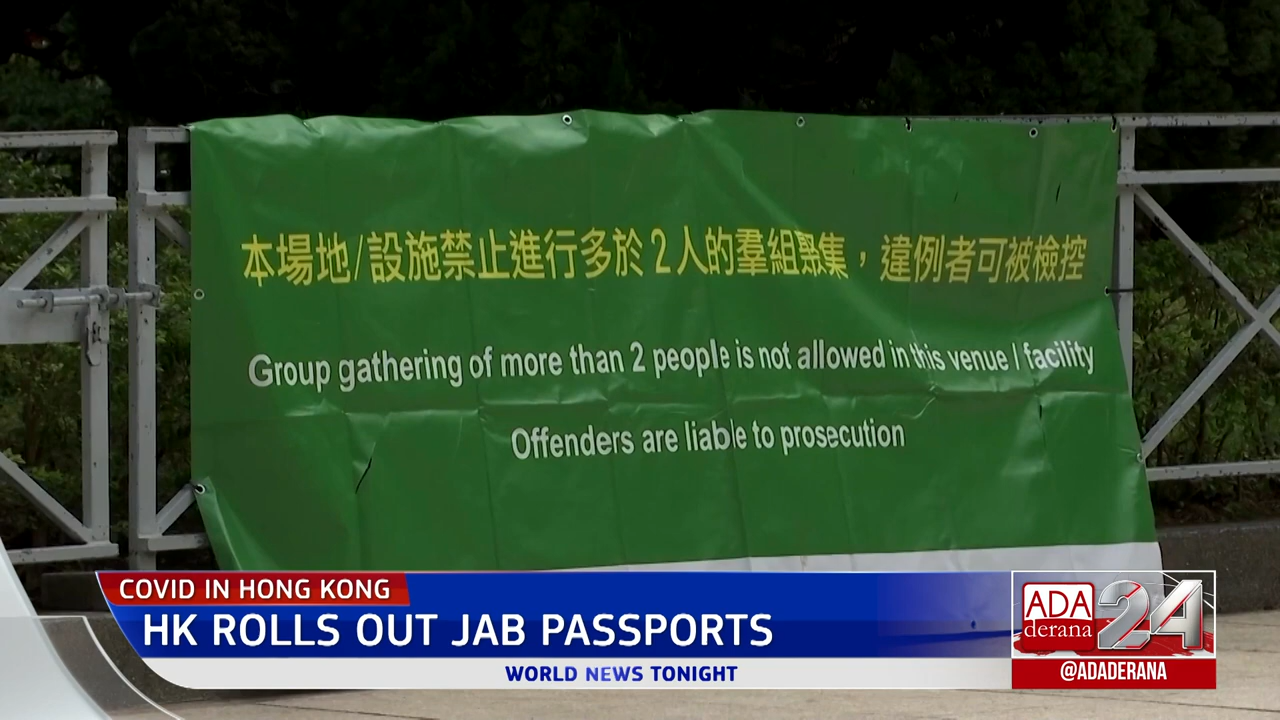 本場地/設施禁止進行多於2人的羣組聚集，違例者可被檢控
Group gathering of more than 2 people is not allowed in this venue / facility
Offenders are liable to prosecution
COVID IN HONG KONG
HK ROLLS OUT JAB PASSPORTS
WORLD NEWS TONIGHT
ADA
derana
24
@ADADERANA